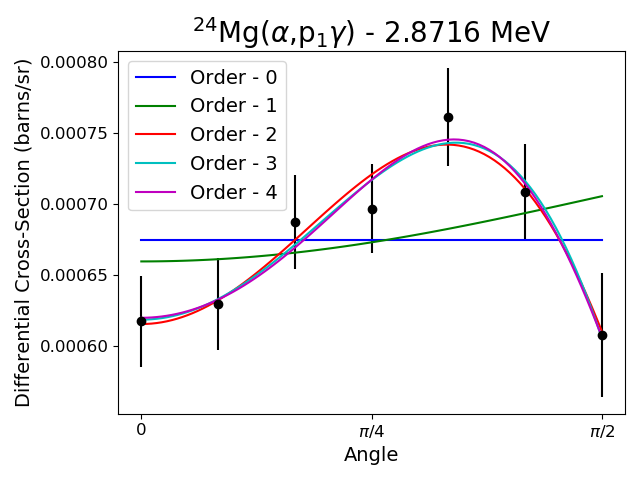 ²⁴Mg(α,p₁γ) - 2.8716 MeV
Differential Cross-Section (barns/sr)
0.00080
0.00075
0.00070
0.00065
0.00060
Order - 0
Order - 1
Order - 2
Order - 3
Order - 4
0
π/4
π/2
Angle